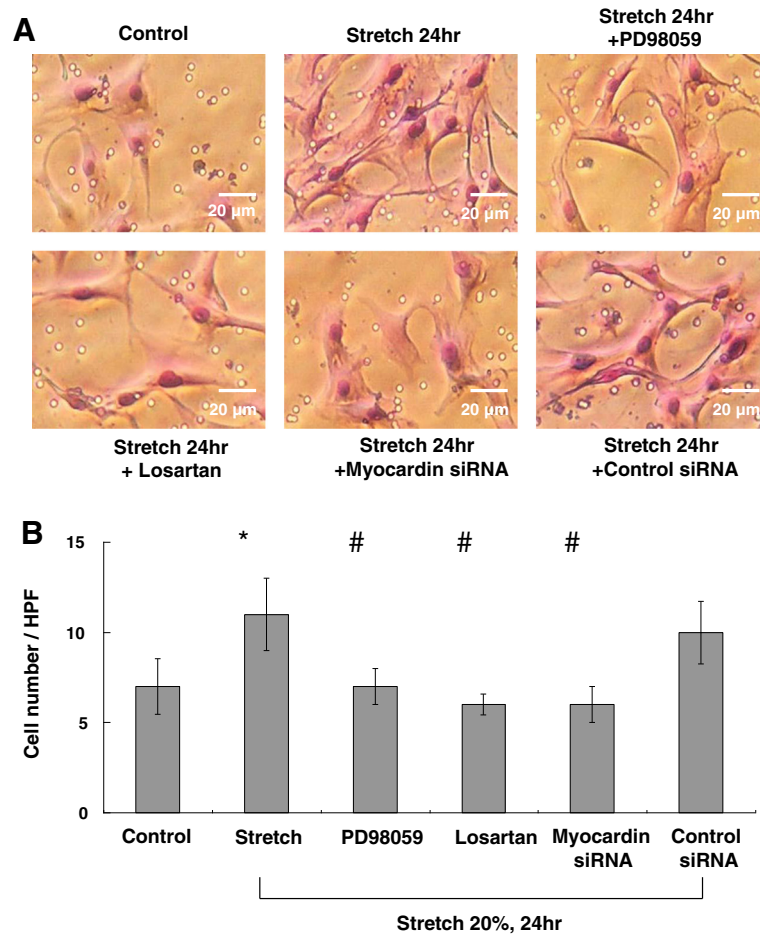 A
Control
Stretch 24hr
Stretch 24hr
+PD98059
20 µm
20 µm
20 µm
20 µm
20 µm
20 µm
Stretch 24hr
+ Losartan
Stretch 24hr
+Myocardin siRNA
Stretch 24hr
+Control siRNA
B
15
10
5
0
Cell number / HPF
*
#
#
#
Control
Stretch
PD98059
Losartan
Myocardin
siRNA
Control
siRNA
Stretch 20%, 24hr